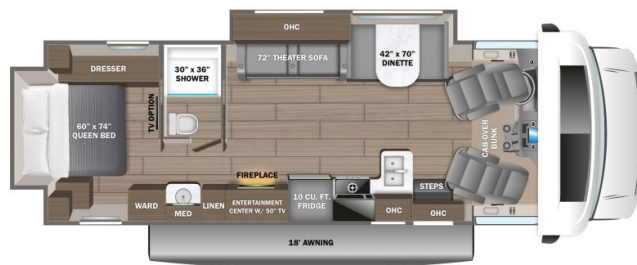 OHC
DRESSER
30" x 36"
SHOWER
72" THEATER SOFA
42" x 70"
DINETTE
60" x 74"
QUEEN BED
TV OPTION
CAB-OVER
BUNK
FIREPLACE
WARD
MED
LINEN
ENTERTAINMENT
CENTER W/ 50" TV
10 CU. FT.
FRIDGE
OHC
STEPS
OHC
18' AWNING